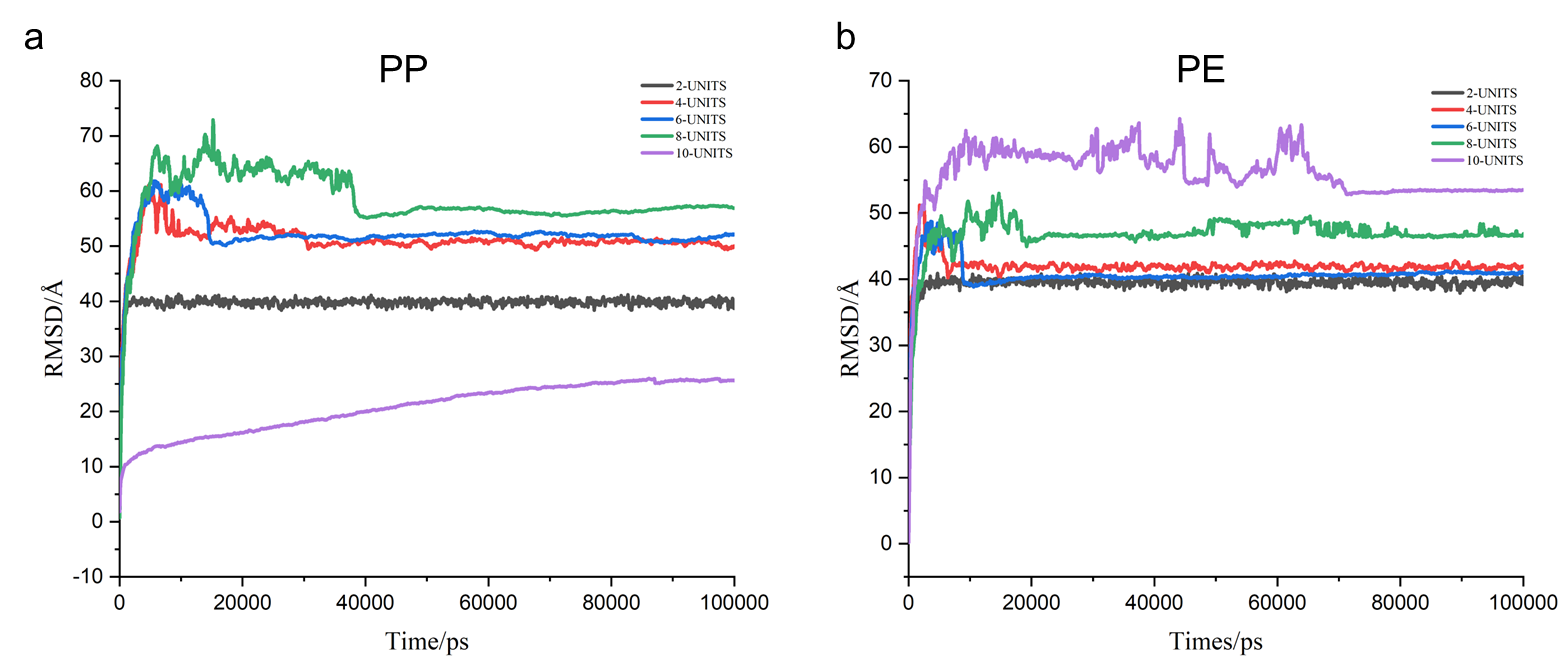 a
PP
80
70
60
50
40
30
20
10
0
-10
RMSD/Å
2-UNITS
4-UNITS
6-UNITS
8-UNITS
10-UNITS
0 20000 40000 60000 80000 100000
Time/ps
b
PE
70
60
50
40
30
20
10
0
RMSD/Å
2-UNITS
4-UNITS
6-UNITS
8-UNITS
10-UNITS
0 20000 40000 60000 80000 100000
Times/ps